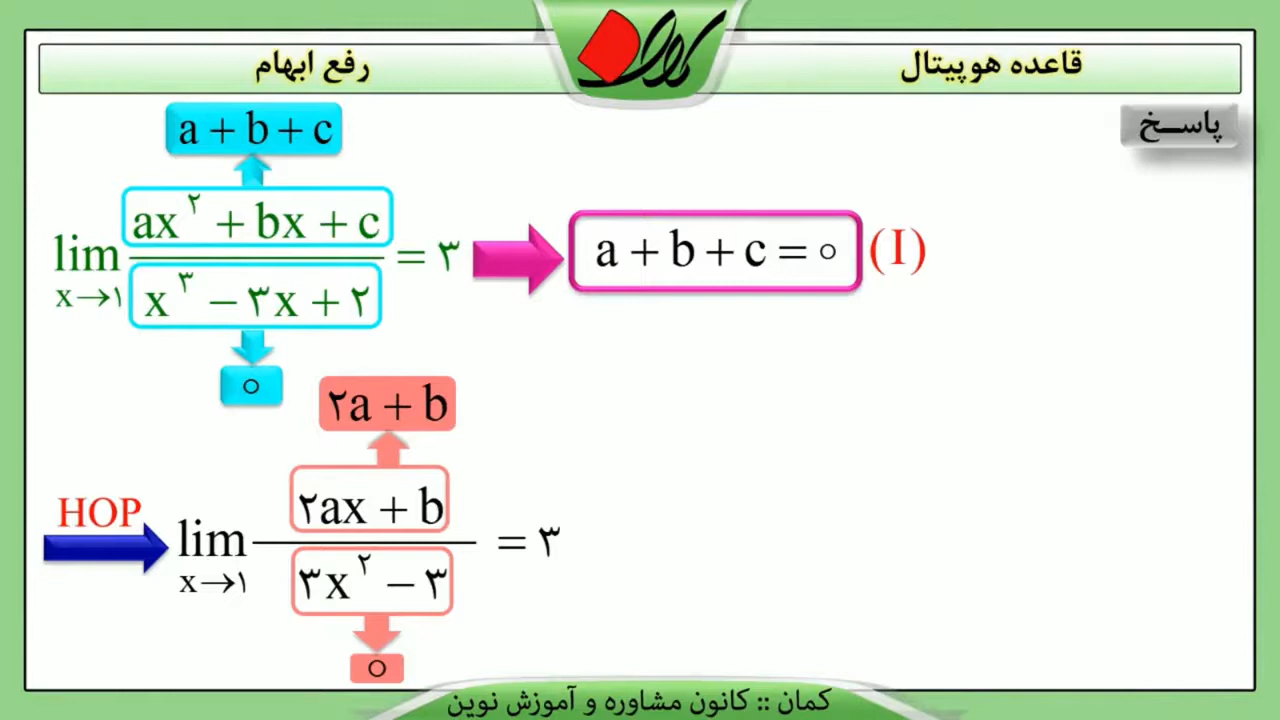 قاعده هوپیتال
رفع ابهام
پاسخ
a + b + c
lim x→۱ (ax^۲ + bx + c) / (x^۳ − ۳x + ۲) = ۳
a + b + c = ۰ (I)
۰
۲a + b
HOP
lim x→۱ (۲ax + b) / (۳x^۲ − ۳) = ۳
۰
کمان :: کانون مشاوره و آموزش نوین